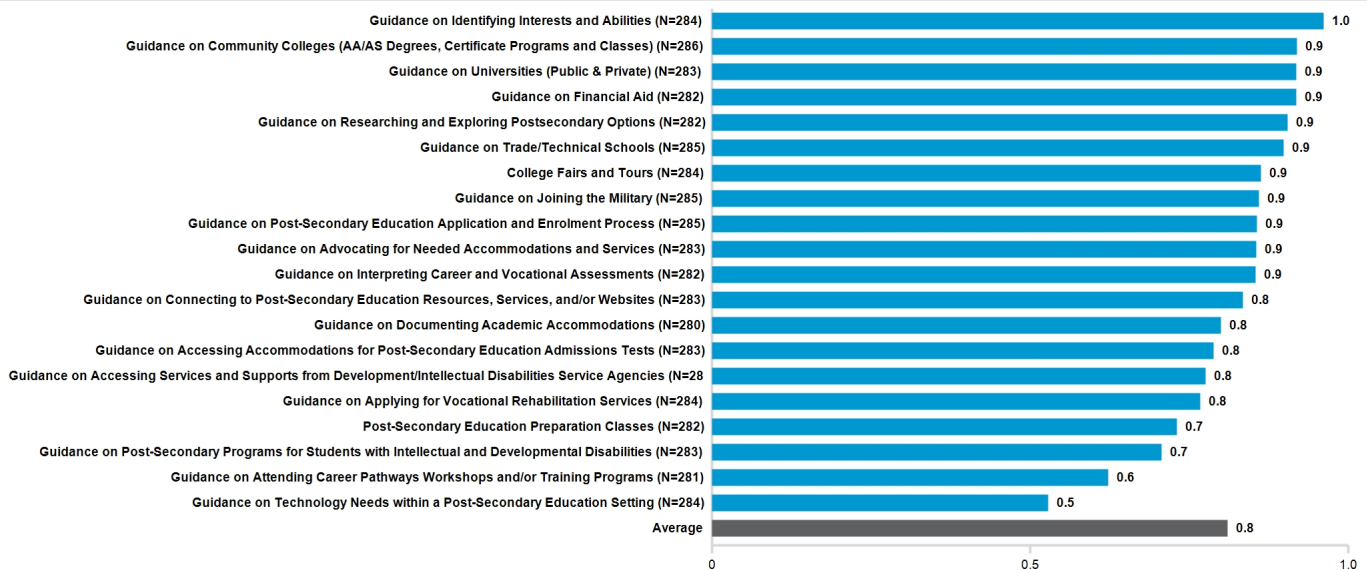 Guidance on Identifying Interests and Abilities (N=284) 1.0
Guidance on Community Colleges (AA/AS Degrees, Certificate Programs and Classes) (N=286) 0.9
Guidance on Universities (Public & Private) (N=283) 0.9
Guidance on Financial Aid (N=282) 0.9
Guidance on Researching and Exploring Postsecondary Options (N=282) 0.9
Guidance on Trade/Technical Schools (N=285) 0.9
College Fairs and Tours (N=284) 0.9
Guidance on Joining the Military (N=285) 0.9
Guidance on Post-Secondary Education Application and Enrolment Process (N=285) 0.9
Guidance on Advocating for Needed Accommodations and Services (N=283) 0.9
Guidance on Interpreting Career and Vocational Assessments (N=282) 0.9
Guidance on Connecting to Post-Secondary Education Resources, Services, and/or Websites (N=283) 0.8
Guidance on Documenting Academic Accommodations (N=280) 0.8
Guidance on Accessing Accommodations for Post-Secondary Education Admissions Tests (N=283) 0.8
Guidance on Accessing Services and Supports from Development/Intellectual Disabilities Service Agencies (N=28 0.8
Guidance on Applying for Vocational Rehabilitation Services (N=284) 0.8
Post-Secondary Education Preparation Classes (N=282) 0.7
Guidance on Post-Secondary Programs for Students with Intellectual and Developmental Disabilities (N=283) 0.7
Guidance on Attending Career Pathways Workshops and/or Training Programs (N=281) 0.6
Guidance on Technology Needs within a Post-Secondary Education Setting (N=284) 0.5
Average 0.8
0 0.5 1.0